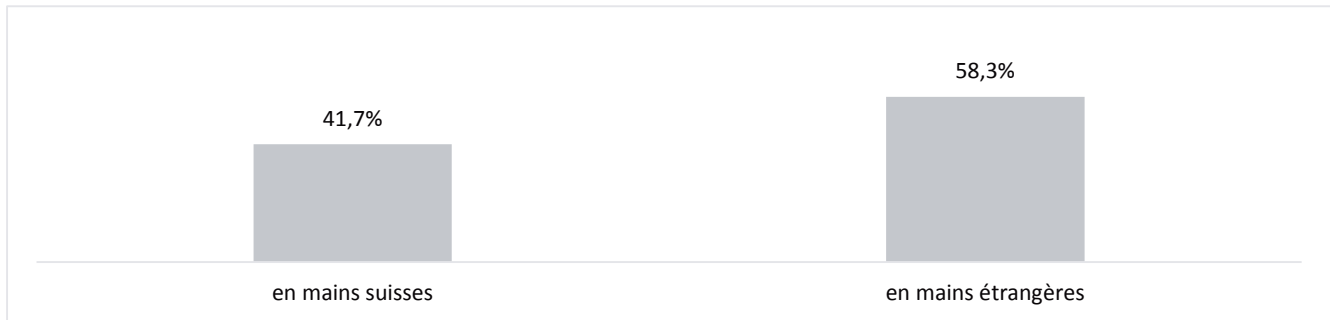 58,3%
41,7%
en mains suisses
en mains étrangères